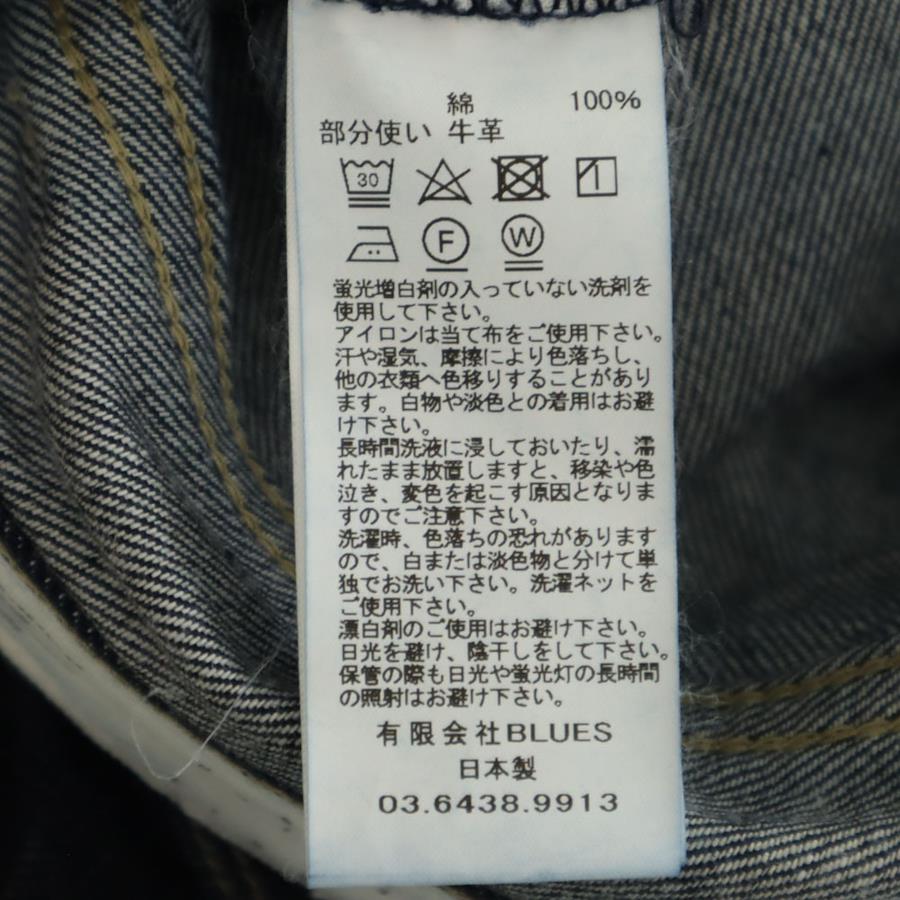 綿 100%
部分使い 牛革
30
F W
蛍光増白剤の入っていない洗剤を
使用して下さい。
アイロンは当て布をご使用下さい。
汗や湿気、摩擦により色落ちし、
他の衣類へ色移りすることがあり
ます。白物や淡色との着用はお避
け下さい。
長時間洗液に浸しておいたり、濡
れたまま放置しますと、移染や色
泣き、変色を起こす原因となりま
すのでご注意下さい。
洗濯時、色落ちの恐れがあります
ので、白または淡色物と分けて単
独でお洗い下さい。洗濯ネットを
ご使用下さい。
漂白剤のご使用はお避け下さい。
日光を避け、陰干しをして下さい。
保管の際も日光や蛍光灯の長時間
の照射はお避け下さい。
有限会社BLUES
日本製
03.6438.9913